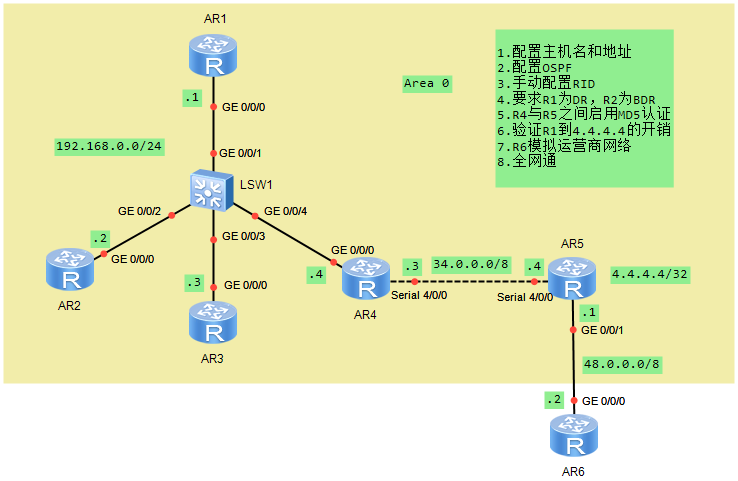 AR1
R
.1
GE 0/0/0
Area 0
1.配置主机名和地址
2.配置OSPF
3.手动配置RID
4.要求R1为DR，R2为BDR
5.R4与R5之间启用MD5认证
6.验证R1到4.4.4.4的开销
7.R6模拟运营商网络
8.全网通
192.168.0.0/24
GE 0/0/1
LSW1
GE 0/0/2
GE 0/0/4
GE 0/0/3
.2
GE 0/0/0
R
AR2
.3
GE 0/0/0
R
AR3
GE 0/0/0
.4
R
AR4
.3
Serial 4/0/0
34.0.0.0/8
.4
Serial 4/0/0
AR5
R
4.4.4.4/32
.1
GE 0/0/1
48.0.0.0/8
.2
GE 0/0/0
R
AR6